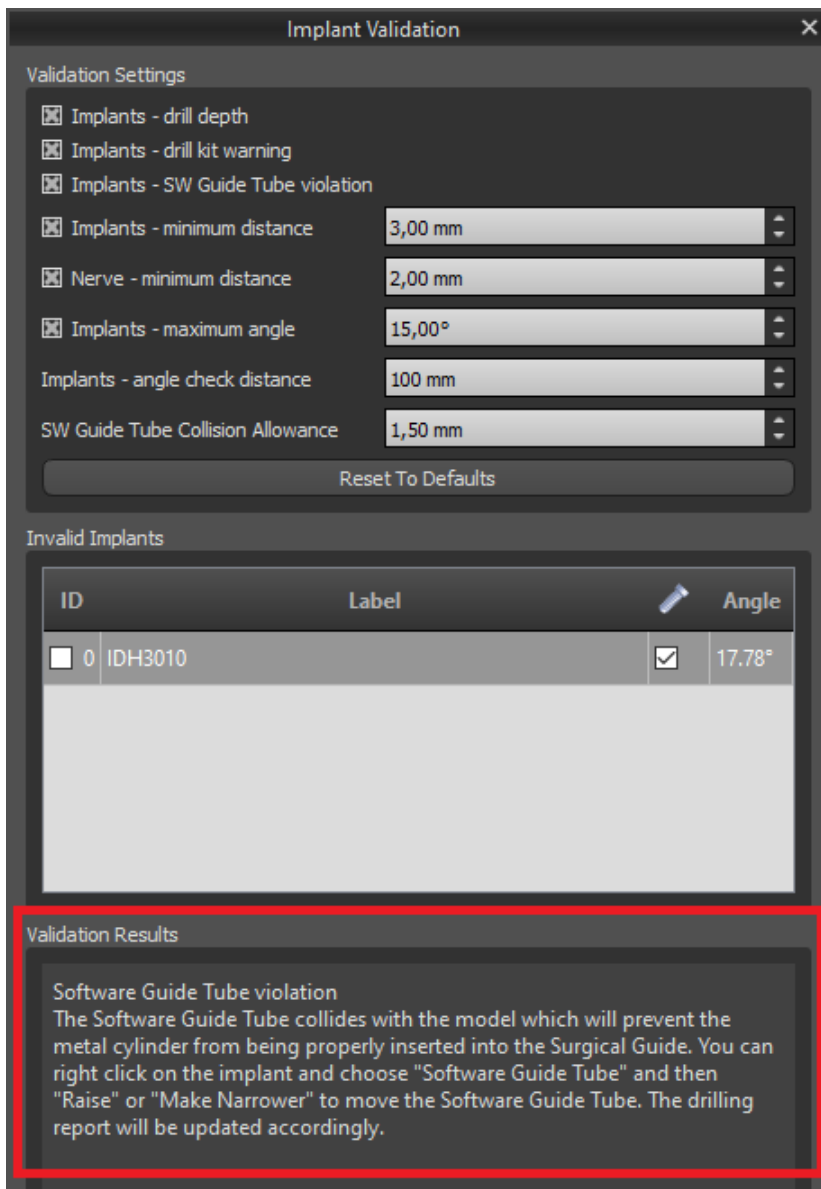 Implant Validation
Validation Settings
Implants - drill depth
Implants - drill kit warning
Implants - SW Guide Tube violation
Implants - minimum distance 3,00 mm
Nerve - minimum distance 2,00 mm
Implants - maximum angle 15,00°
Implants - angle check distance 100 mm
SW Guide Tube Collision Allowance 1,50 mm
Reset To Defaults
Invalid Implants
ID Label Angle
0 IDH3010 17.78°
Validation Results
Software Guide Tube violation
The Software Guide Tube collides with the model which will prevent the
metal cylinder from being properly inserted into the Surgical Guide. You can
right click on the implant and choose "Software Guide Tube" and then
"Raise" or "Make Narrower" to move the Software Guide Tube. The drilling
report will be updated accordingly.